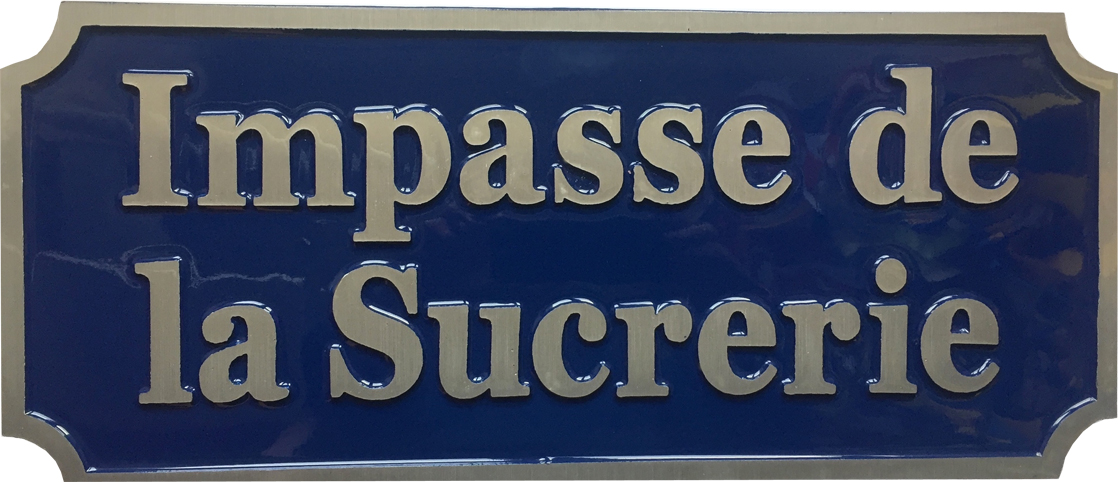 Impasse de
la Sucrerie